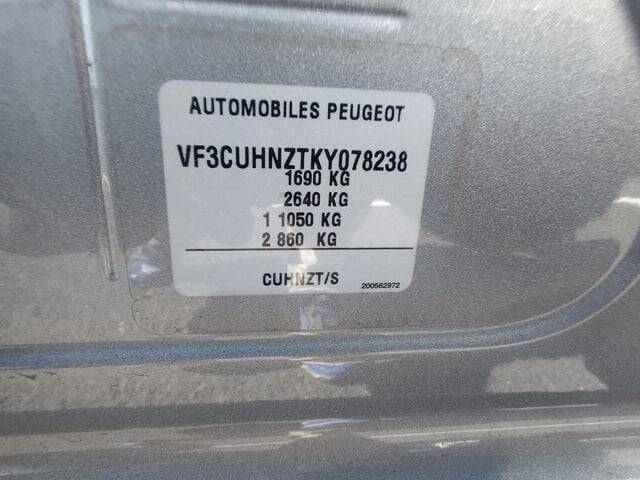 AUTOMOBILES PEUGEOT
VF3CUHNZTKY078238
1690 KG
2640 KG
1 1050 KG
2 860 KG
CUHNZT/S
200562972